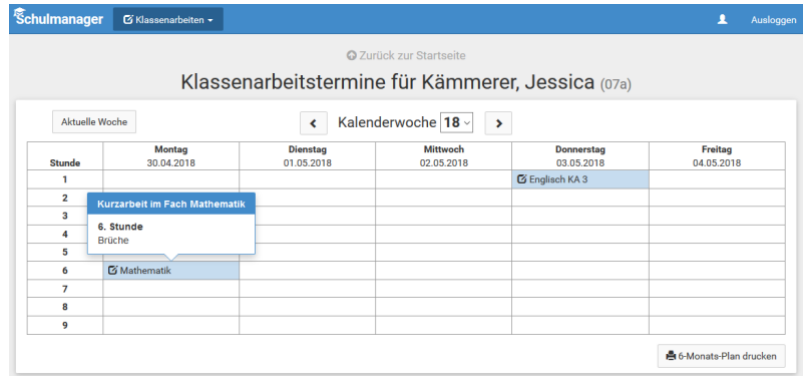 Schulmanager Klassenarbeiten Ausloggen
Zurück zur Startseite
Klassenarbeitstermine für Kämmerer, Jessica (07a)
Aktuelle Woche Kalenderwoche 18
Stunde Montag 30.04.2018 Dienstag 01.05.2018 Mittwoch 02.05.2018 Donnerstag 03.05.2018 Freitag 04.05.2018
1 Englisch KA 3
2
3
4
5
Kurzarbeit im Fach Mathematik
6. Stunde
Brüche
6 Mathematik
7
8
9
6-Monats-Plan drucken